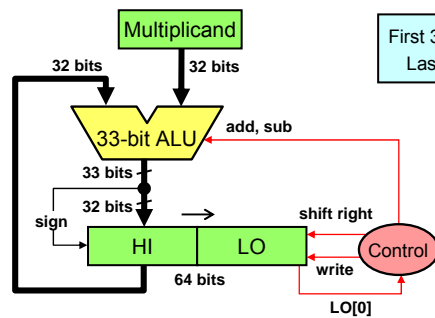 Multiplicand
First 3
Las
32 bits
32 bits
33-bit ALU
add, sub
33 bits
sign
32 bits
shift right
HI
LO
Control
write
64 bits
LO[0]